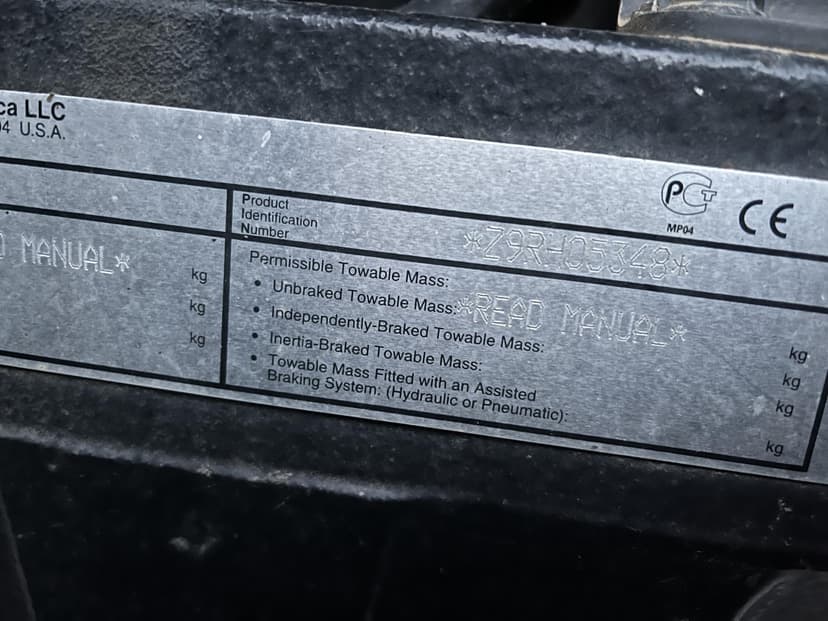 ca LLC
04 U.S.A.
Product
Identification
Number
*Z9RH05348*
PCT
MP04
CE
MANUAL*
kg
kg
kg
Permissible Towable Mass:
• Unbraked Towable Mass: *READ MANUAL* kg
• Independently-Braked Towable Mass: kg
• Inertia-Braked Towable Mass: kg
• Towable Mass Fitted with an Assisted
Braking System: (Hydraulic or Pneumatic): kg